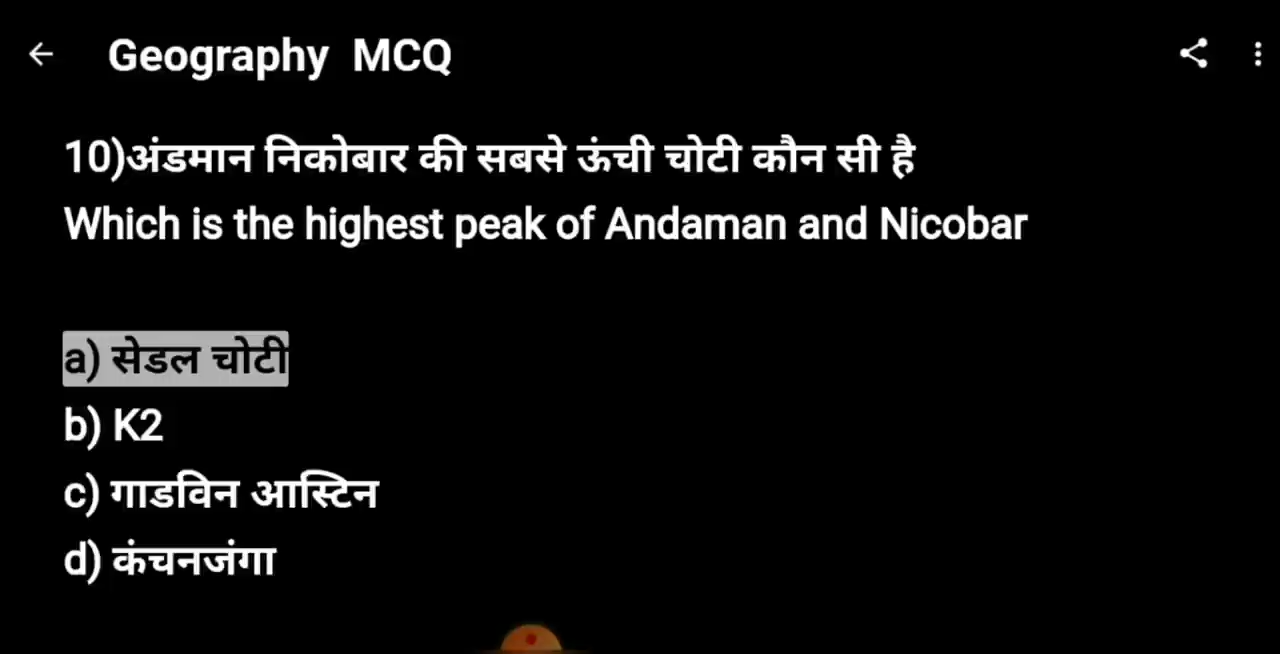 Geography MCQ
10)अंडमान निकोबार की सबसे ऊंची चोटी कौन सी है
Which is the highest peak of Andaman and Nicobar
a) सेडल चोटी
b) K2
c) गाडविन आस्टिन
d) कंचनजंगा